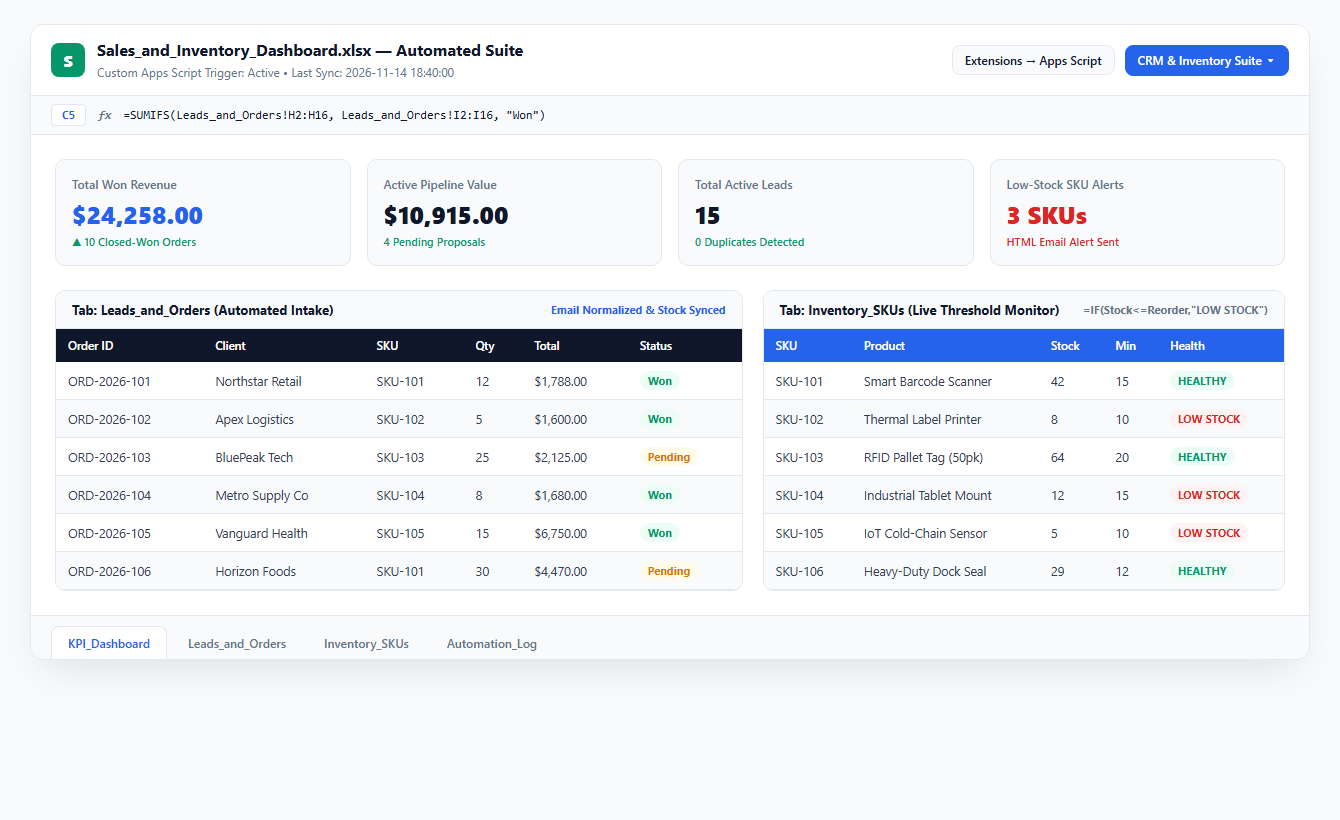 S
Sales_and_Inventory_Dashboard.xlsx — Automated Suite
Custom Apps Script Trigger: Active • Last Sync: 2026-11-14 18:40:00
Extensions → Apps Script
CRM & Inventory Suite ▾
C5 fx =SUMIFS(Leads_and_Orders!H2:H16, Leads_and_Orders!I2:I16, "Won")
Total Won Revenue
$24,258.00
▲ 10 Closed-Won Orders
Active Pipeline Value
$10,915.00
4 Pending Proposals
Total Active Leads
15
0 Duplicates Detected
Low-Stock SKU Alerts
3 SKUs
HTML Email Alert Sent
Tab: Leads_and_Orders (Automated Intake) Email Normalized & Stock Synced
Order ID Client SKU Qty Total Status
ORD-2026-101 Northstar Retail SKU-101 12 $1,788.00 Won
ORD-2026-102 Apex Logistics SKU-102 5 $1,600.00 Won
ORD-2026-103 BluePeak Tech SKU-103 25 $2,125.00 Pending
ORD-2026-104 Metro Supply Co SKU-104 8 $1,680.00 Won
ORD-2026-105 Vanguard Health SKU-105 15 $6,750.00 Won
ORD-2026-106 Horizon Foods SKU-101 30 $4,470.00 Pending
Tab: Inventory_SKUs (Live Threshold Monitor) =IF(Stock<=Reorder,"LOW STOCK")
SKU Product Stock Min Health
SKU-101 Smart Barcode Scanner 42 15 HEALTHY
SKU-102 Thermal Label Printer 8 10 LOW STOCK
SKU-103 RFID Pallet Tag (50pk) 64 20 HEALTHY
SKU-104 Industrial Tablet Mount 12 15 LOW STOCK
SKU-105 IoT Cold-Chain Sensor 5 10 LOW STOCK
SKU-106 Heavy-Duty Dock Seal 29 12 HEALTHY
KPI_Dashboard Leads_and_Orders Inventory_SKUs Automation_Log